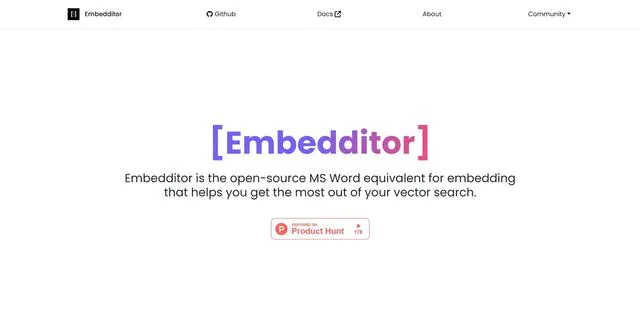 [·] Embedditor Github Docs About Community
[Embedditor]
Embedditor is the open-source MS Word equivalent for embedding
that helps you get the most out of your vector search.
FEATURED ON
P Product Hunt 178